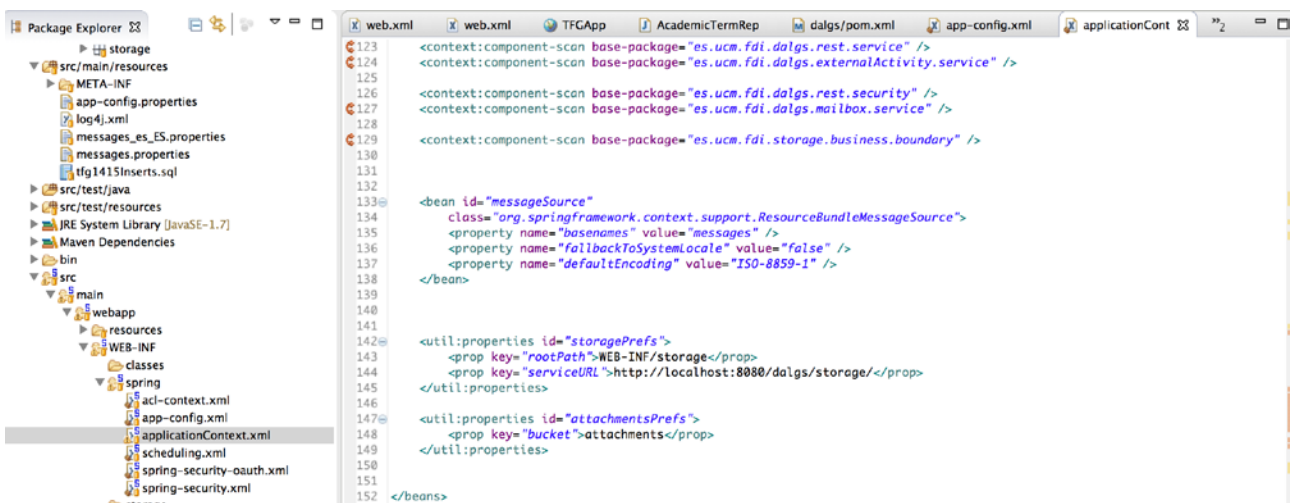 Package Explorer
storage
src/main/resources
META-INF
app-config.properties
log4j.xml
messages_es_ES.properties
messages.properties
tfg1415Inserts.sql
src/test/java
src/test/resources
JRE System Library [JavaSE-1.7]
Maven Dependencies
bin
src
main
webapp
resources
WEB-INF
classes
spring
acl-context.xml
app-config.xml
applicationContext.xml
scheduling.xml
spring-security-oauth.xml
spring-security.xml
web.xml web.xml TFGApp AcademicTermRep dalgs/pom.xml app-config.xml applicationCont »2
123 <context:component-scan base-package="es.ucm.fdi.dalgs.rest.service" />
124 <context:component-scan base-package="es.ucm.fdi.dalgs.externalActivity.service" />
125
126 <context:component-scan base-package="es.ucm.fdi.dalgs.rest.security" />
127 <context:component-scan base-package="es.ucm.fdi.dalgs.mailbox.service" />
128
129 <context:component-scan base-package="es.ucm.fdi.storage.business.boundary" />
130
131
132
133 <bean id="messageSource"
134 class="org.springframework.context.support.ResourceBundleMessageSource">
135 <property name="basenames" value="messages" />
136 <property name="fallbackToSystemLocale" value="false" />
137 <property name="defaultEncoding" value="ISO-8859-1" />
138 </bean>
139
140
141
142 <util:properties id="storagePrefs">
143 <prop key="rootPath">WEB-INF/storage</prop>
144 <prop key="serviceURL">http://localhost:8080/dalgs/storage/</prop>
145 </util:properties>
146
147 <util:properties id="attachmentsPrefs">
148 <prop key="bucket">attachments</prop>
149 </util:properties>
150
151
152 </beans>